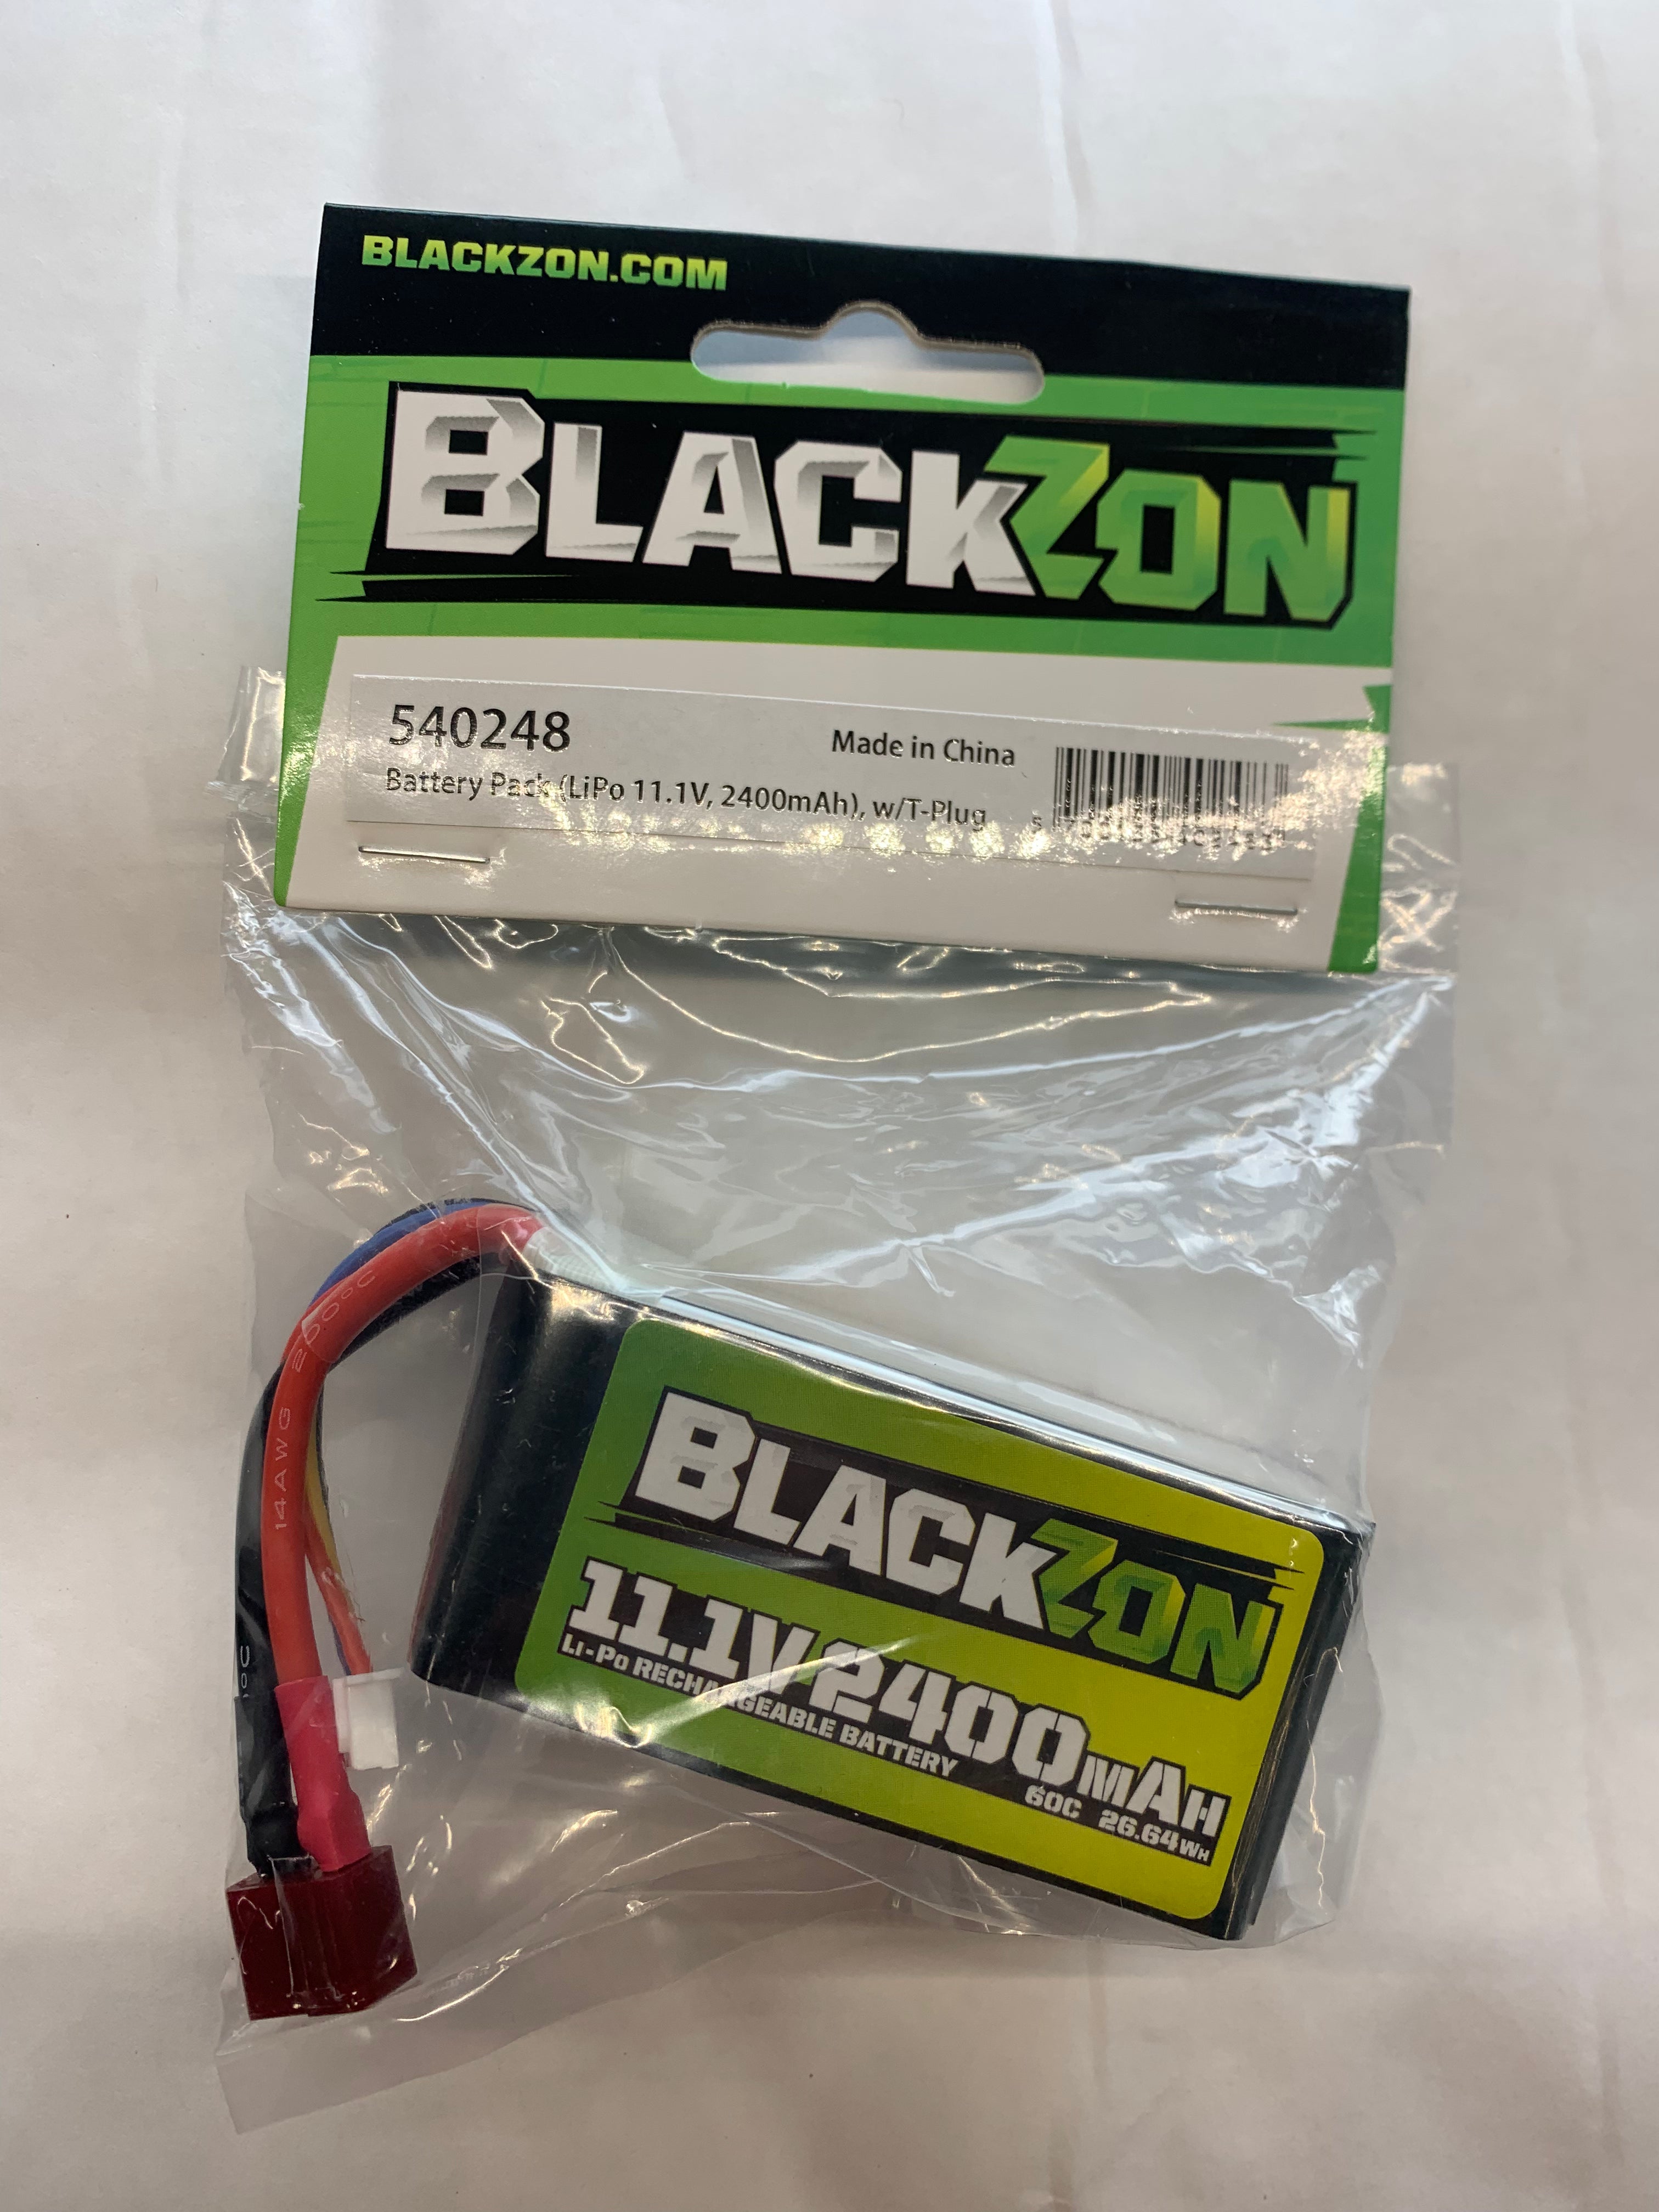 BLACKZON.COM
BLACKZON
540248
Made in China
Battery Pack (LiPo 11.1V, 2400mAh), w/T-Plug
200°C
14AWG
BLACKZON
11.1V 2400MAH
LI-PO RECHARGEABLE BATTERY
60C 26.64WH